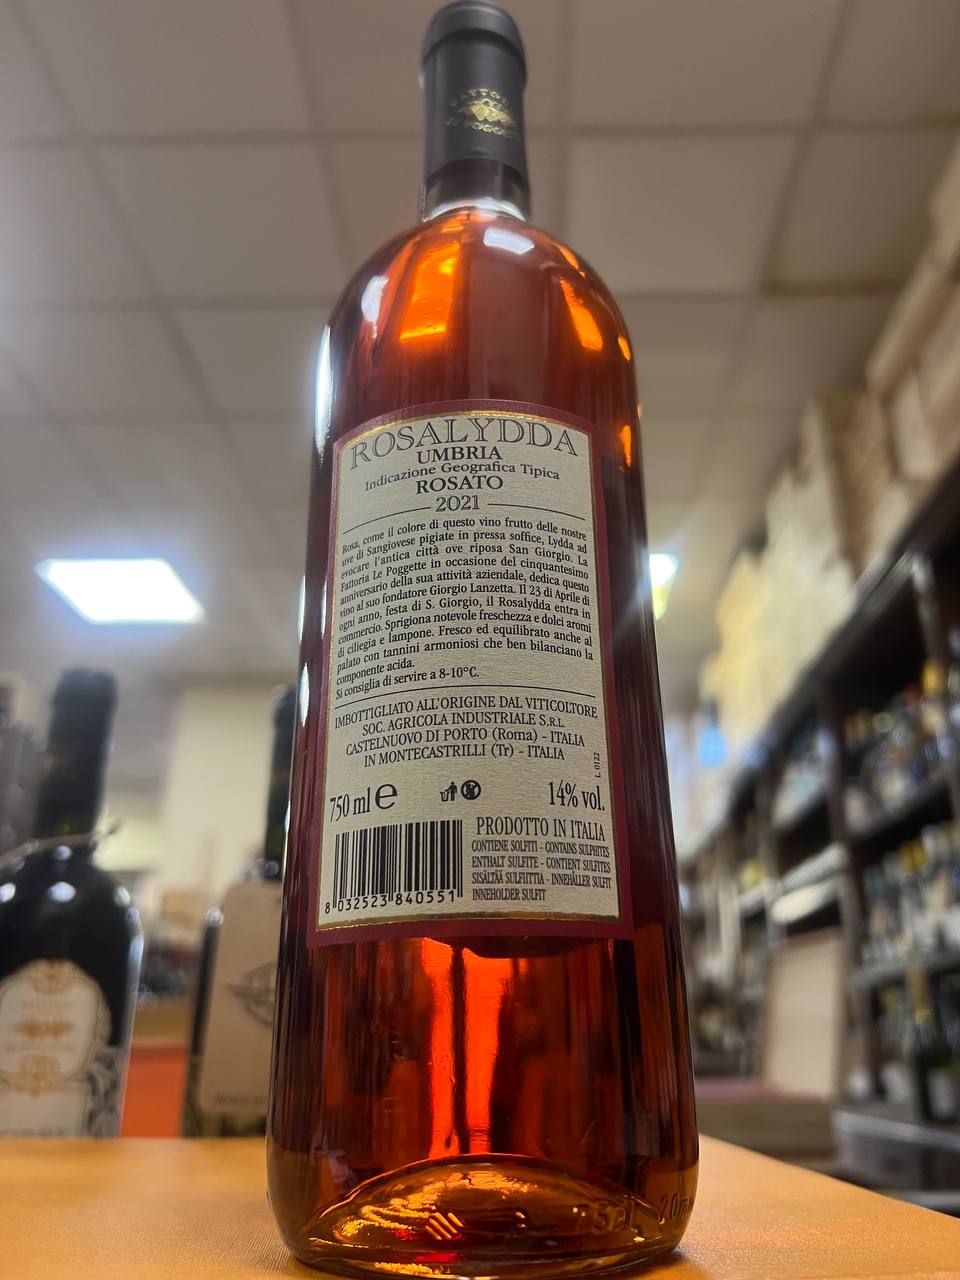 ROSALYDDA
UMBRIA
Indicazione Geografica Tipica
ROSATO
2021
Rosa, come il colore di questo vino frutto delle nostre
uve di Sangiovese pigiate in pressa soffice, Lydda ad
evocare l'antica città ove riposa San Giorgio. La
Fattoria Le Poggette in occasione del cinquantesimo
anniversario della sua attività aziendale, dedica questo
vino al suo fondatore Giorgio Lanzetta. Il 23 di Aprile di
ogni anno, festa di S. Giorgio, il Rosalydda entra in
commercio. Sprigiona notevole freschezza e dolci aromi
di ciliegia e lampone. Fresco ed equilibrato anche al
palato con tannini armoniosi che ben bilanciano la
componente acida.
Si consiglia di servire a 8-10°C.
IMBOTTIGLIATO ALL'ORIGINE DAL VITICOLTORE
SOC. AGRICOLA INDUSTRIALE S.R.L.
CASTELNUOVO DI PORTO (Roma) - ITALIA
IN MONTECASTRILLI (Tr) - ITALIA
L. 0122
750 ml e
14% vol.
PRODOTTO IN ITALIA
CONTIENE SOLFITI - CONTAINS SULPHITES
ENTHALT SULFITE - CONTIENT SULFITES
SISÄLTÄÄ SULFIITTIA - INNEHÅLLER SULFIT
INNEHOLDER SULFIT
8 032523 840551